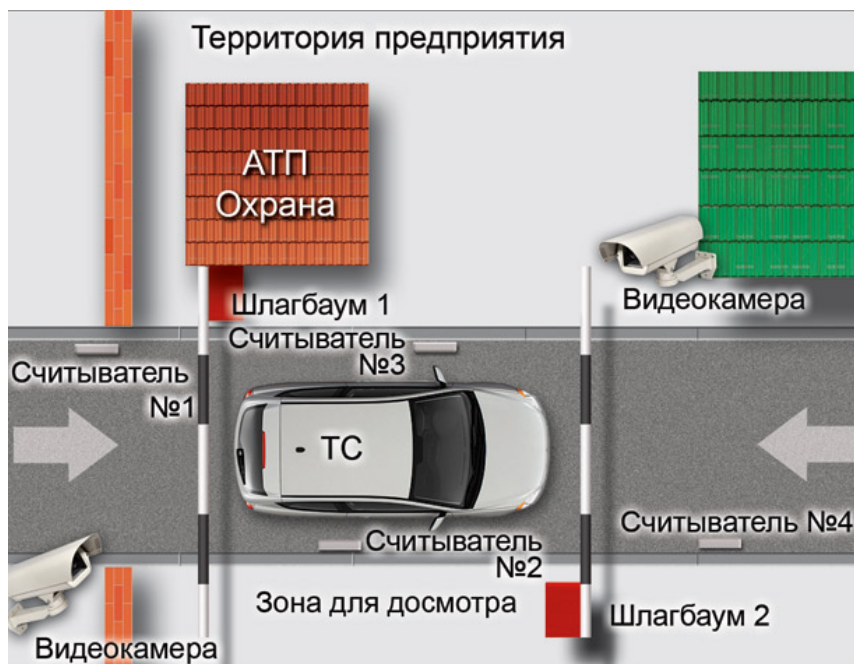 Территория предприятия
АТП
Охрана
Видеокамера
Шлагбаум 1
Считыватель
№3
Считыватель
№1
ТС
Считыватель
№2
Считыватель №4
Зона для досмотра
Шлагбаум 2
Видеокамера